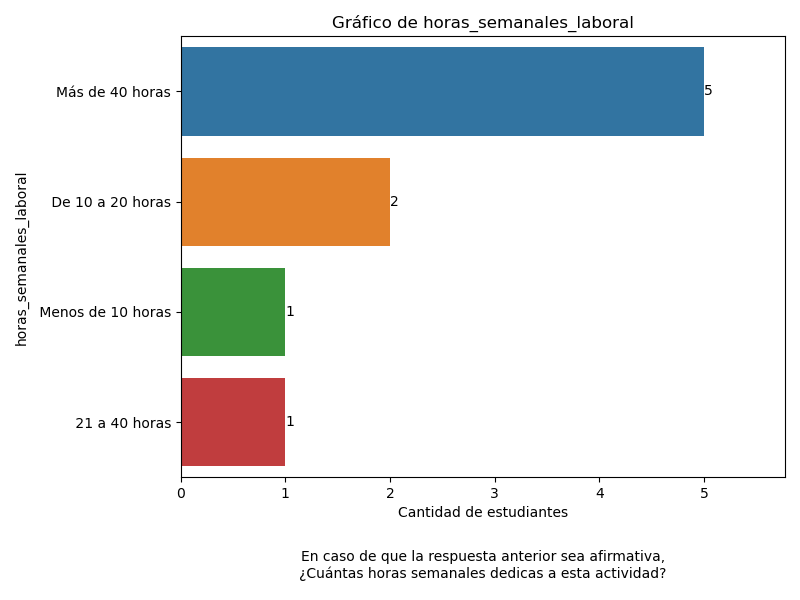 Gráfico de horas_semanales_laboral
horas_semanales_laboral
Más de 40 horas
5
De 10 a 20 horas
2
Menos de 10 horas
1
21 a 40 horas
1
0 1 2 3 4 5
Cantidad de estudiantes
En caso de que la respuesta anterior sea afirmativa,
¿Cuántas horas semanales dedicas a esta actividad?